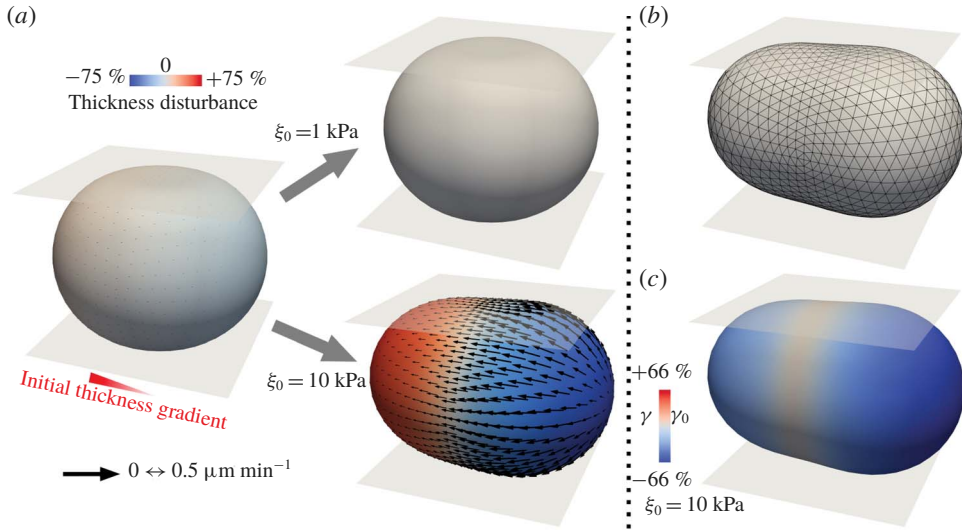 (a)
−75 % 0 +75 %
Thickness disturbance
ξ₀ = 1 kPa
ξ₀ = 10 kPa
Initial thickness gradient
0 ↔ 0.5 μm min⁻¹
(b)
(c)
+66 %
γ γ₀
−66 %
ξ₀ = 10 kPa